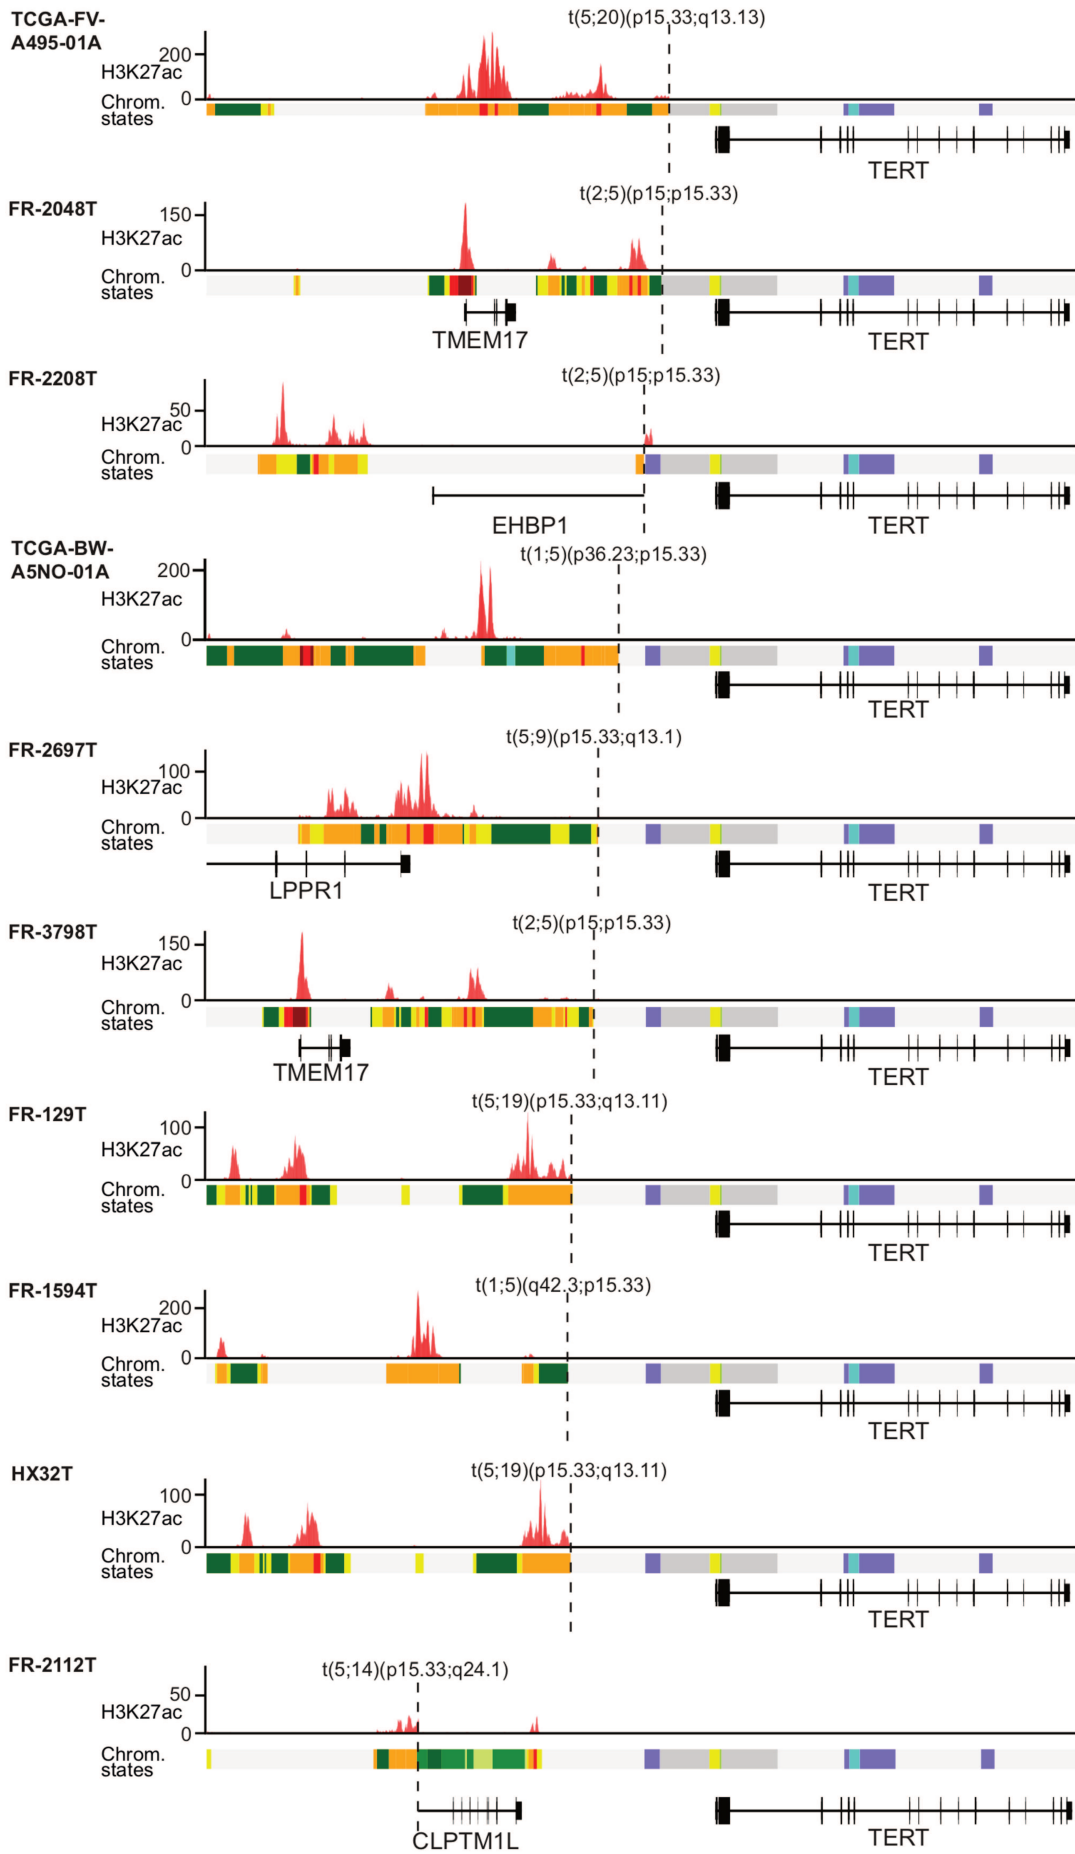 TCGA-FV-
A495-01A
t(5;20)(p15.33;q13.13)
200
H3K27ac
0
Chrom.
states
TERT
FR-2048T
t(2;5)(p15;p15.33)
150
H3K27ac
0
Chrom.
states
TMEM17
TERT
FR-2208T
t(2;5)(p15;p15.33)
50
H3K27ac
0
Chrom.
states
EHBP1
TERT
TCGA-BW-
A5NO-01A
t(1;5)(p36.23;p15.33)
200
H3K27ac
0
Chrom.
states
TERT
FR-2697T
t(5;9)(p15.33;q13.1)
100
H3K27ac
0
Chrom.
states
LPPR1
TERT
FR-3798T
t(2;5)(p15;p15.33)
150
H3K27ac
0
Chrom.
states
TMEM17
TERT
FR-129T
t(5;19)(p15.33;q13.11)
100
H3K27ac
0
Chrom.
states
TERT
FR-1594T
t(1;5)(q42.3;p15.33)
200
H3K27ac
0
Chrom.
states
TERT
HX32T
t(5;19)(p15.33;q13.11)
100
H3K27ac
0
Chrom.
states
TERT
FR-2112T
t(5;14)(p15.33;q24.1)
50
H3K27ac
0
Chrom.
states
CLPTM1L
TERT